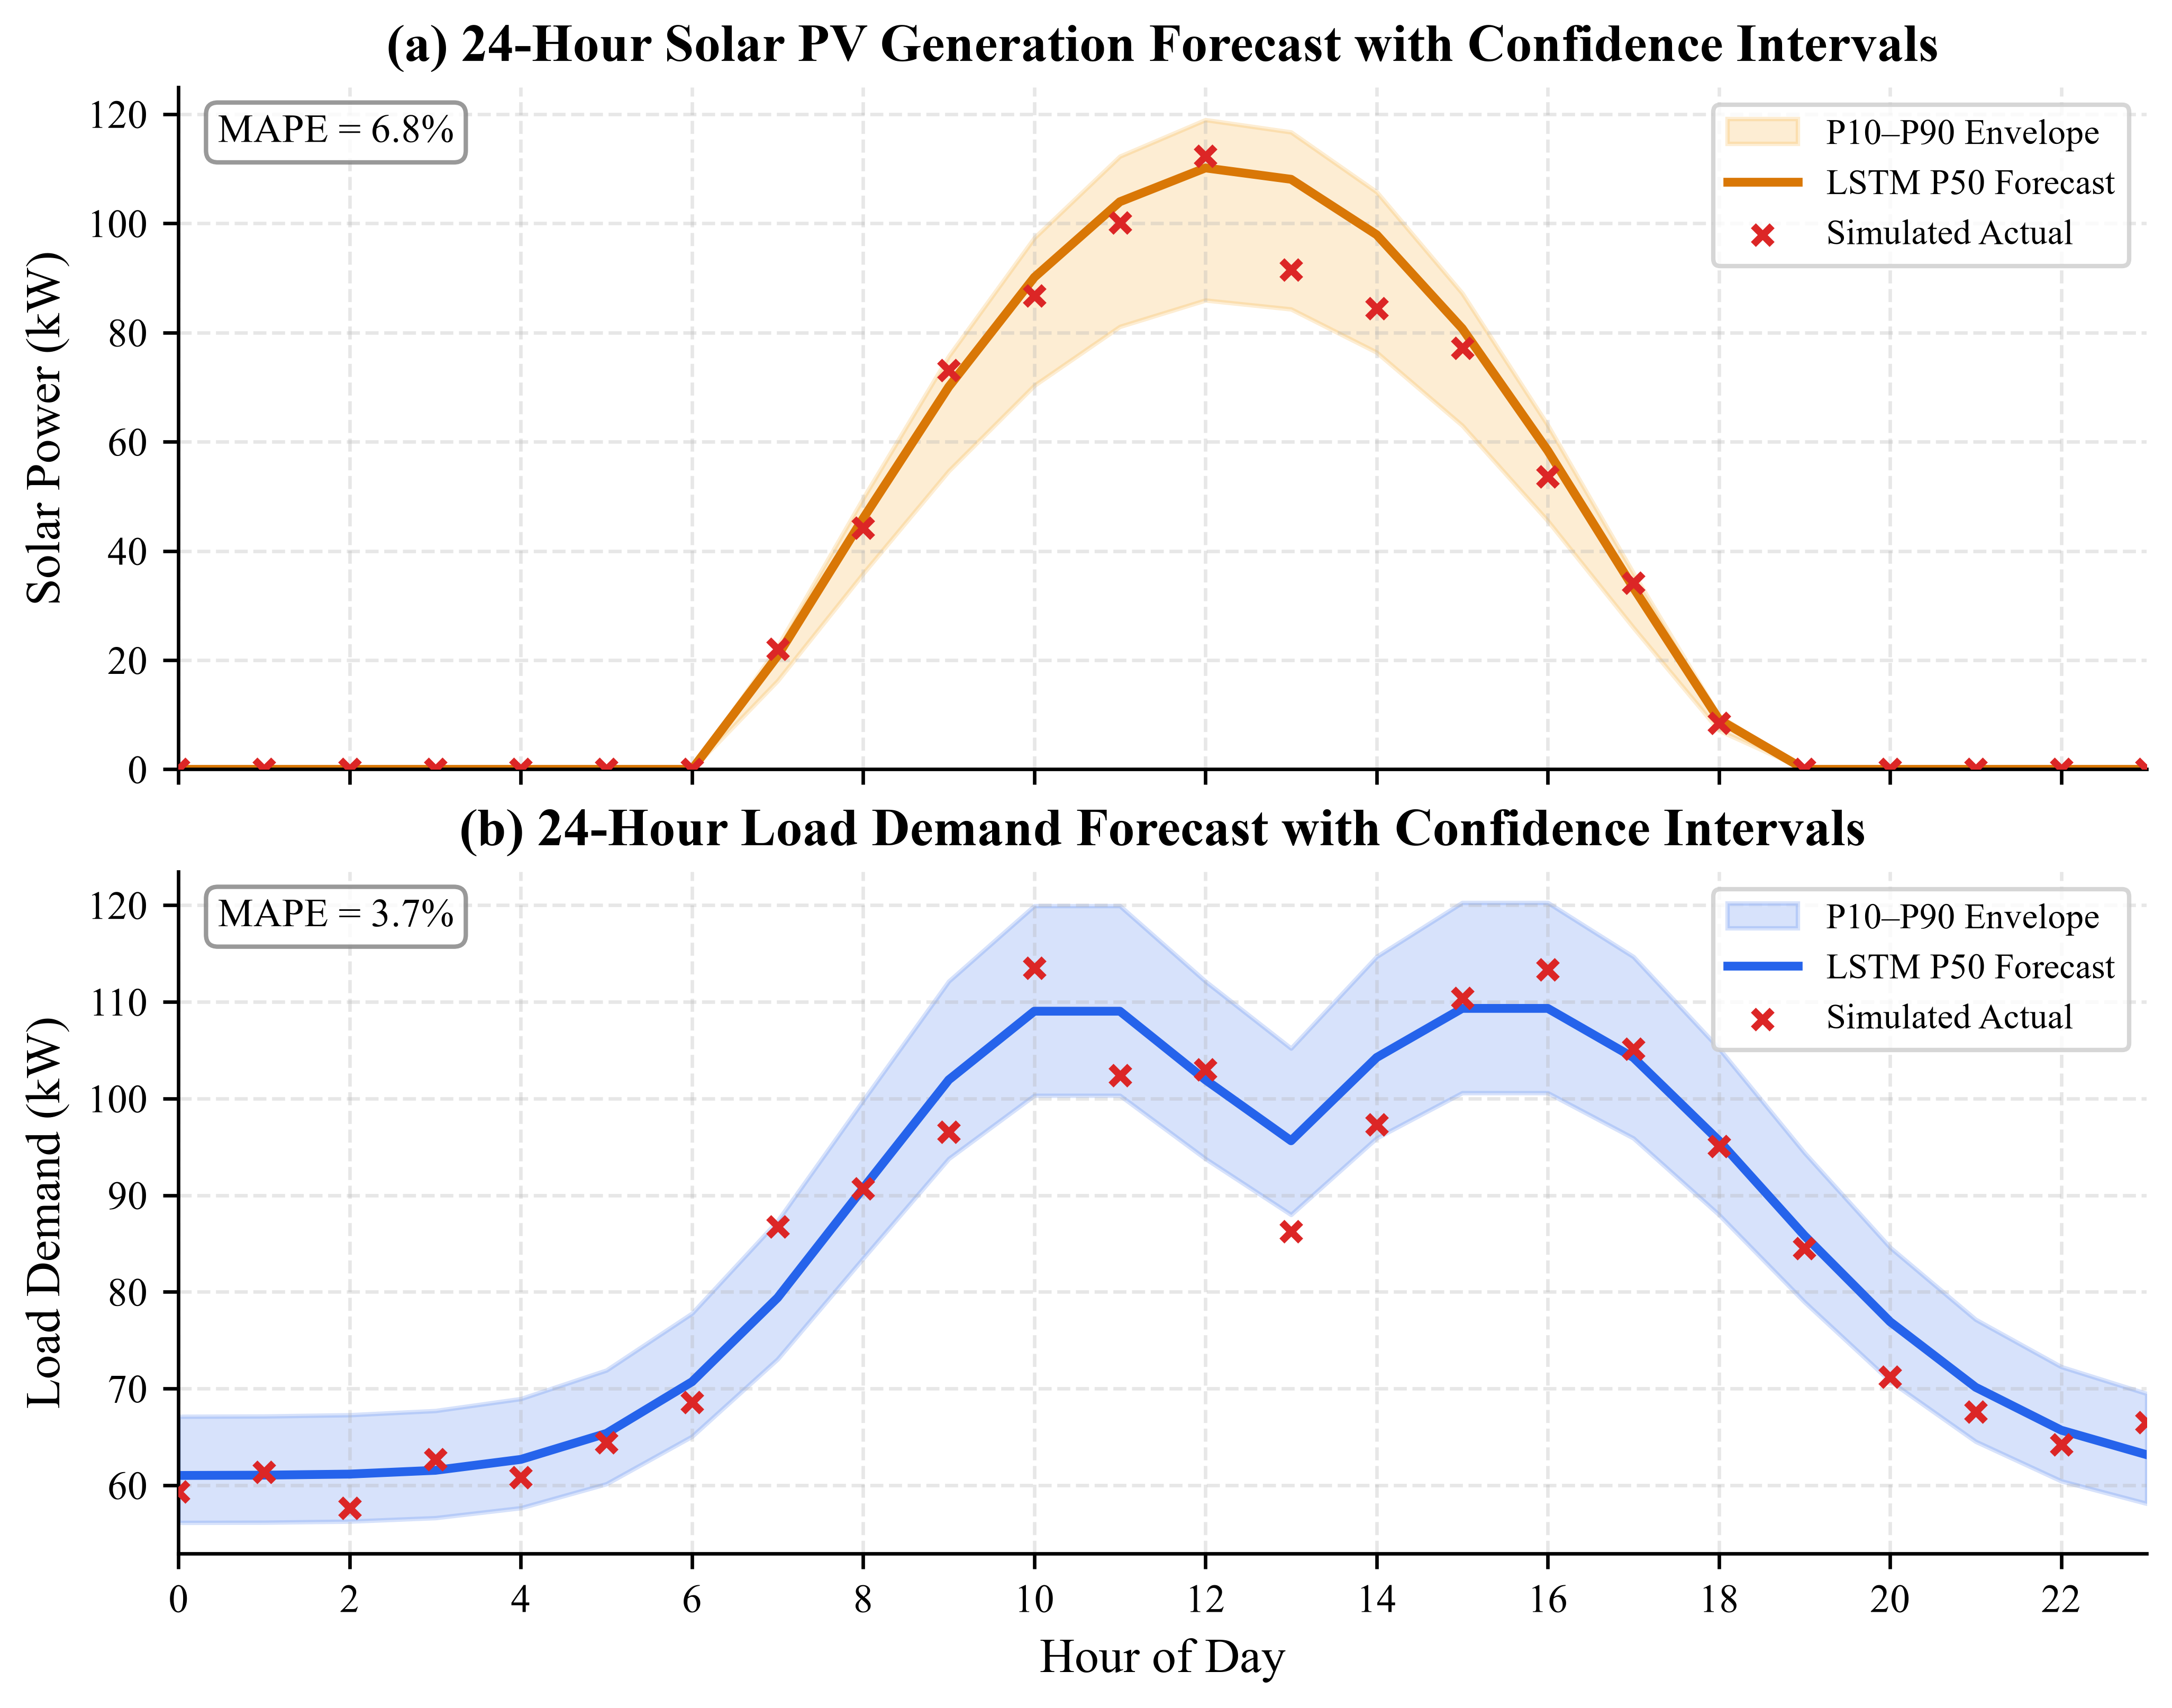 (a) 24-Hour Solar PV Generation Forecast with Confidence Intervals
MAPE = 6.8%
P10–P90 Envelope
LSTM P50 Forecast
Simulated Actual
Solar Power (kW)
120
100
80
60
40
20
0
(b) 24-Hour Load Demand Forecast with Confidence Intervals
MAPE = 3.7%
P10–P90 Envelope
LSTM P50 Forecast
Simulated Actual
Load Demand (kW)
120
110
100
90
80
70
60
0 2 4 6 8 10 12 14 16 18 20 22
Hour of Day